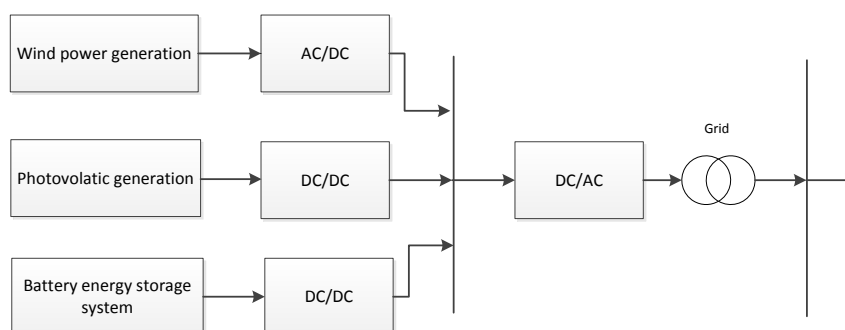 Wind power generation
AC/DC
Grid
Photovolatic generation
DC/DC
DC/AC
Battery energy storage
system
DC/DC